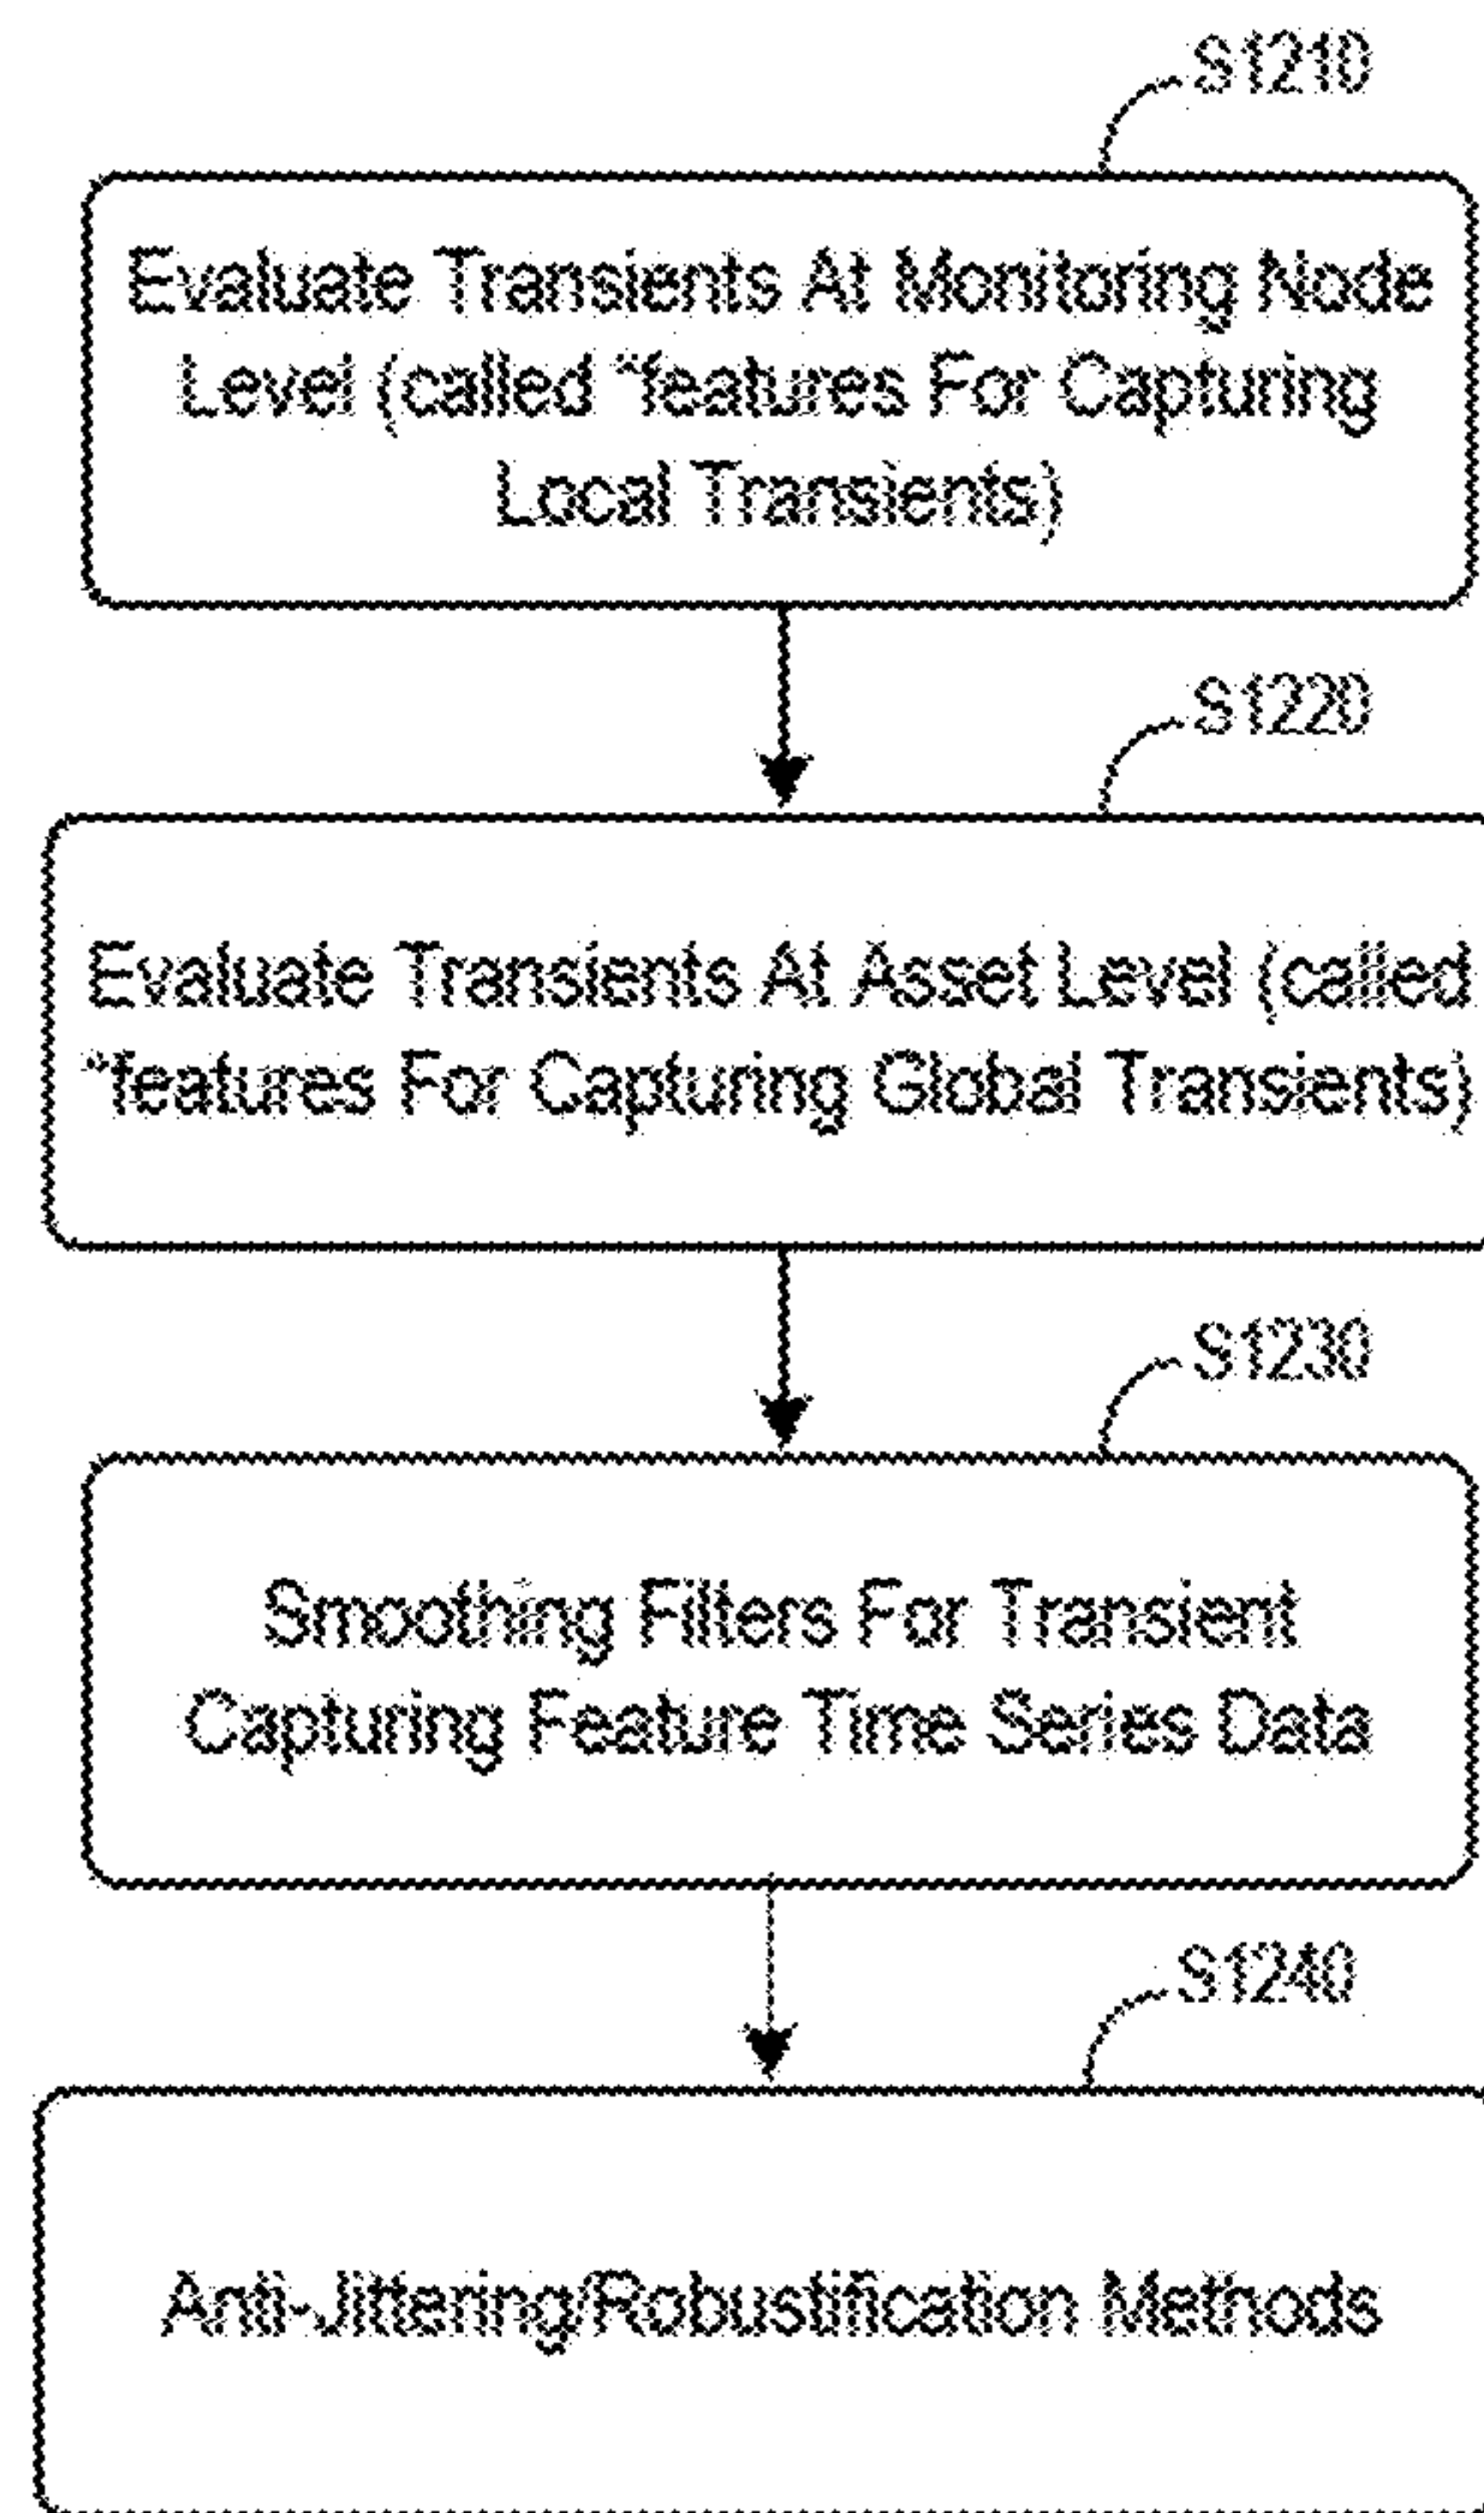 S1210
Evaluate Transients At Monitoring Node
Level (called "features For Capturing
Local Transients)
S1220
Evaluate Transients At Asset Level (called
"features For Capturing Global Transients)
S1230
Smoothing Filters For Transient
Capturing Feature Time Series Data
S1240
Anti-Jittering/Robustification Methods